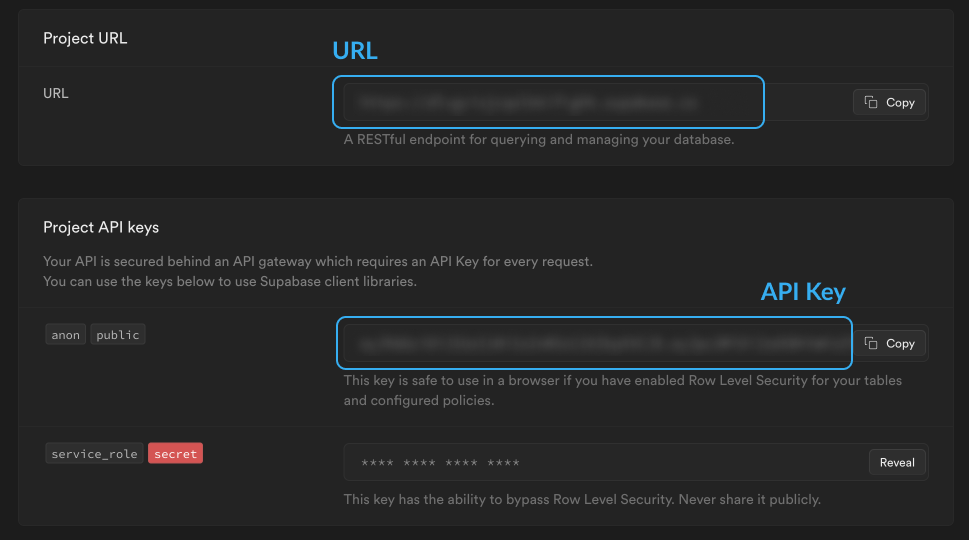 Project URL
URL
URL
Copy
A RESTful endpoint for querying and managing your database.
Project API keys
Your API is secured behind an API gateway which requires an API Key for every request.
You can use the keys below to use Supabase client libraries.
API Key
anon public
Copy
This key is safe to use in a browser if you have enabled Row Level Security for your tables
and configured policies.
service_role secret
**** **** **** ****
Reveal
This key has the ability to bypass Row Level Security. Never share it publicly.